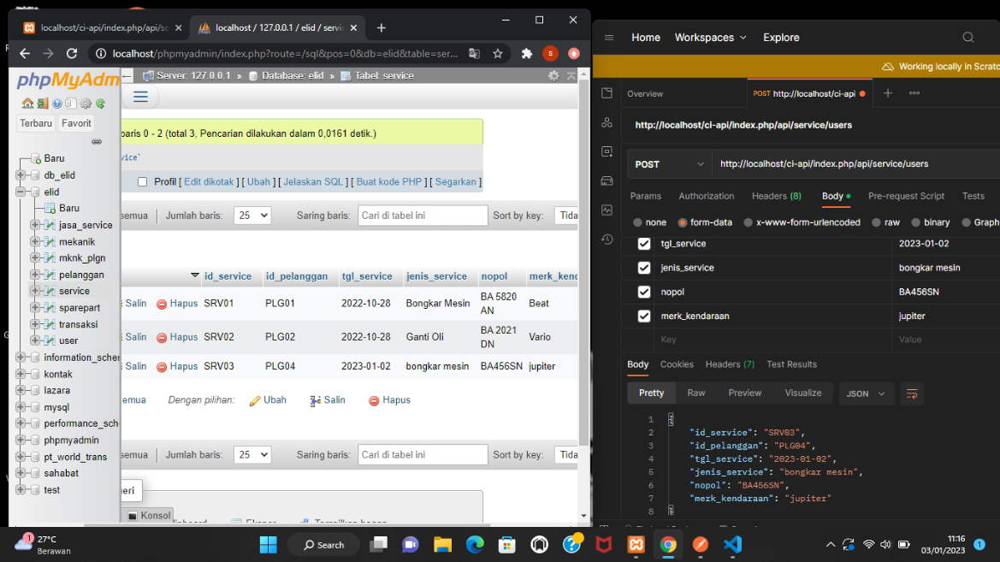 localhost/ci-api/index.php/api/se
localhost / 127.0.0.1 / elid / servic
localhost/phpmyadmin/index.php?route=/sql&pos=0&db=elid&table=ser...
S
phpMyAdm
Terbaru
Favorit
Baru
db_elid
elid
Baru
jasa_service
mekanik
mknk_plgn
pelanggan
service
sparepart
transaksi
user
information_schem
kontak
lazara
mysql
performance_sch
phpmyadmin
pt_world_trans
sahabat
test
Server: 127.0.0.1 » Database: elid » Tabel: service
baris 0 - 2 (total 3, Pencarian dilakukan dalam 0,0161 detik.)
vice`
Profil [ Edit dikotak ] [ Ubah ] [ Jelaskan SQL ] [ Buat kode PHP ] [ Segarkan ]
semua Jumlah baris: 25 Saring baris: Cari di tabel ini Sort by key: Tida
id_service id_pelanggan tgl_service jenis_service nopol merk_kend
Salin Hapus SRV01 PLG01 2022-10-28 Bongkar Mesin BA 5820 AN Beat
Salin Hapus SRV02 PLG02 2022-10-28 Ganti Oli BA 2021 DN Vario
Salin Hapus SRV03 PLG04 2023-01-02 bongkar mesin BA456SN jupiter
emua Dengan pilihan: Ubah Salin Hapus
semua Jumlah baris: 25 Saring baris: Cari di tabel ini Sort by key: Tida
eri
Konsol
Home Workspaces Explore
Working locally in Scratc
Overview
POST http://localhost/ci-api
http://localhost/ci-api/index.php/api/service/users
POST http://localhost/ci-api/index.php/api/service/users
Params Authorization Headers (8) Body Pre-request Script Tests
none form-data x-www-form-urlencoded raw binary Graph
tgl_service 2023-01-02
jenis_service bongkar mesin
nopol BA456SN
merk_kendaraan jupiter
Key Value
Body Cookies Headers (7) Test Results
Pretty Raw Preview Visualize JSON
1 {
2 "id_service": "SRV03",
3 "id_pelanggan": "PLG04",
4 "tgl_service": "2023-01-02",
5 "jenis_service": "bongkar mesin",
6 "nopol": "BA456SN",
7 "merk_kendaraan": "jupiter"
8 }
1
27°C
Berawan
Search
11:16
03/01/2023
1